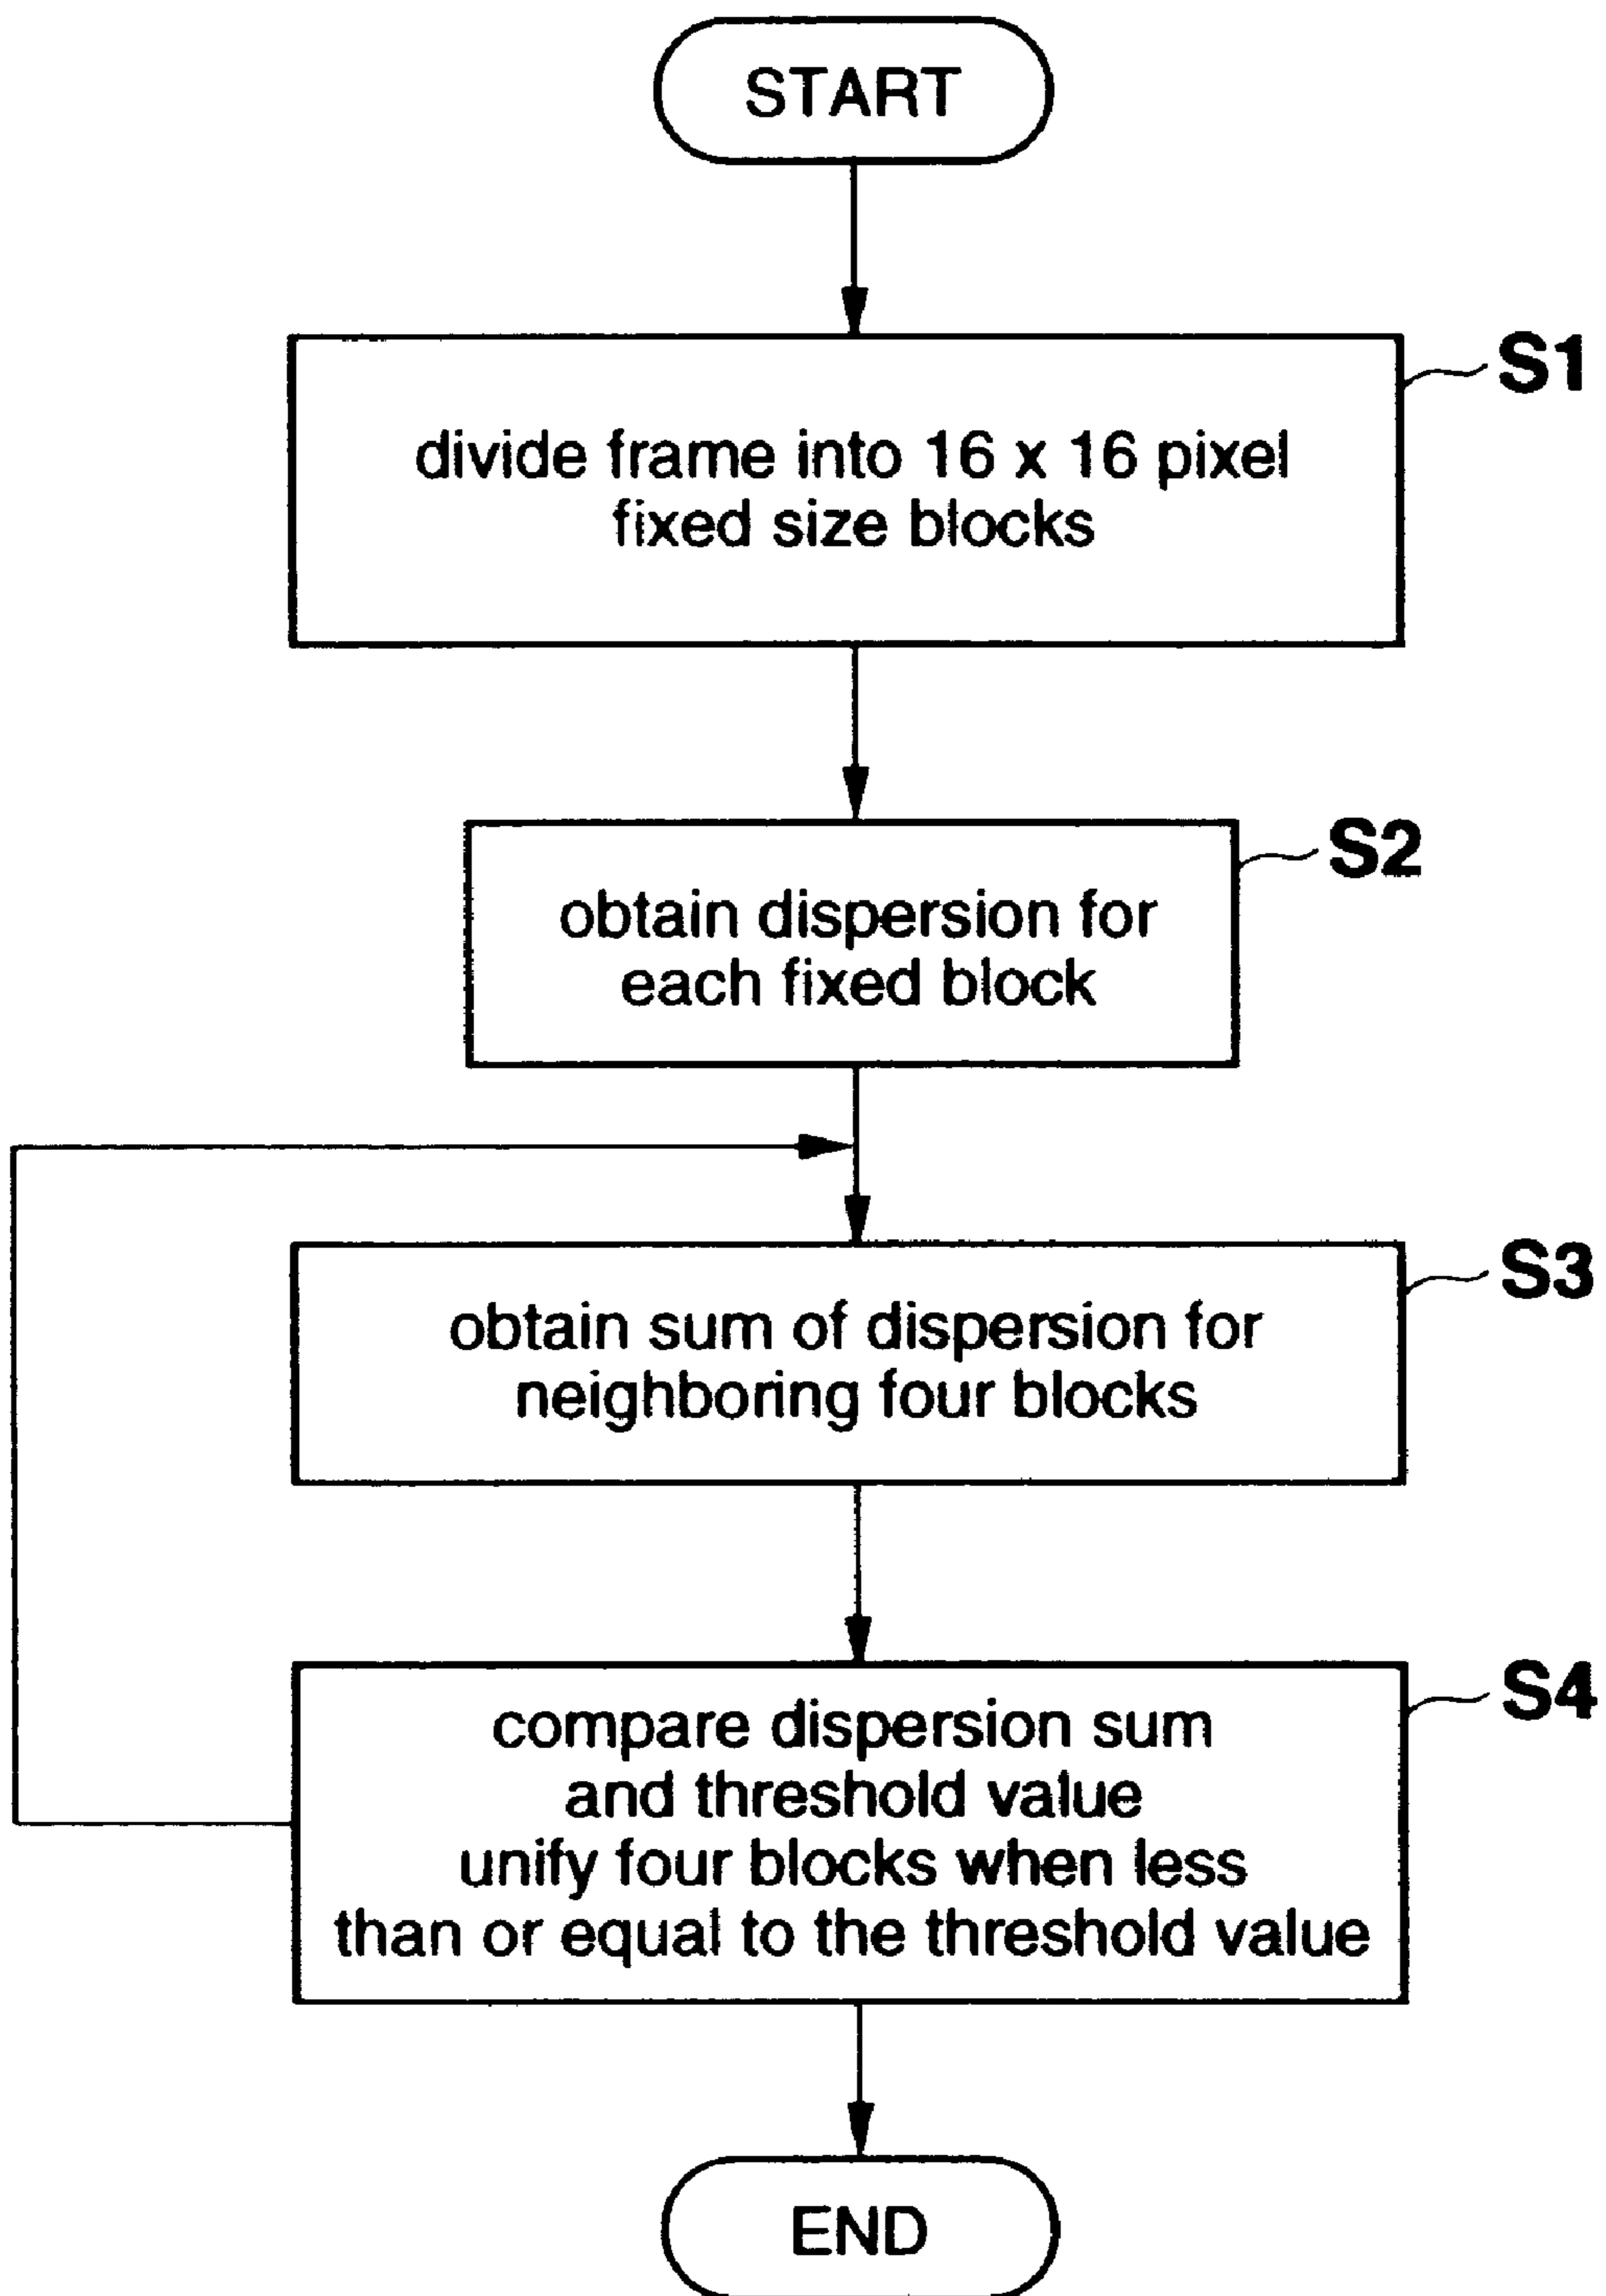 START
S1
divide frame into 16 x 16 pixel
fixed size blocks
S2
obtain dispersion for
each fixed block
S3
obtain sum of dispersion for
neighboring four blocks
S4
compare dispersion sum
and threshold value
unify four blocks when less
than or equal to the threshold value
END